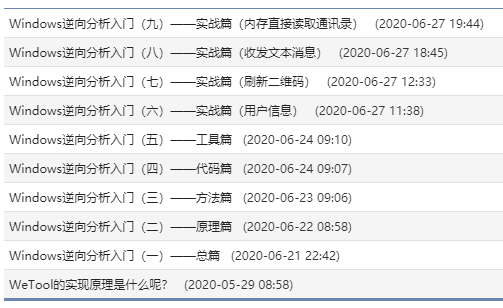 Windows逆向分析入门（九）——实战篇（内存直接读取通讯录） (2020-06-27 19:44)
Windows逆向分析入门（八）——实战篇（收发文本消息） (2020-06-27 18:45)
Windows逆向分析入门（七）——实战篇（刷新二维码） (2020-06-27 12:33)
Windows逆向分析入门（六）——实战篇（用户信息） (2020-06-27 11:38)
Windows逆向分析入门（五）——工具篇 (2020-06-24 09:10)
Windows逆向分析入门（四）——代码篇 (2020-06-24 09:07)
Windows逆向分析入门（三）——方法篇 (2020-06-23 09:06)
Windows逆向分析入门（二）——原理篇 (2020-06-22 08:58)
Windows逆向分析入门（一）——总篇 (2020-06-21 22:42)
WeTool的实现原理是什么呢？ (2020-05-29 08:58)